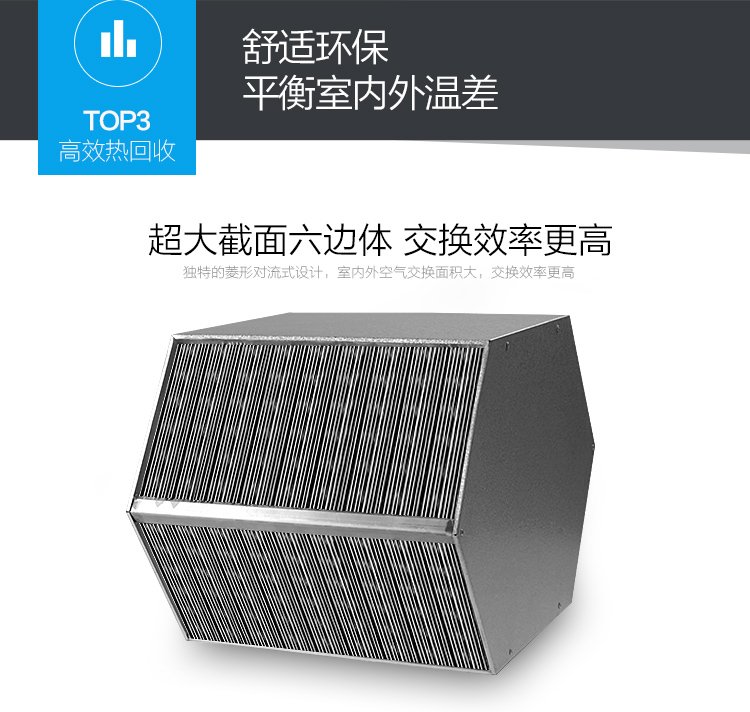 TOP3
高效热回收
舒适环保
平衡室内外温差
超大截面六边体 交换效率更高
独特的菱形对流式设计，室内外空气交换面积大，交换效率更高